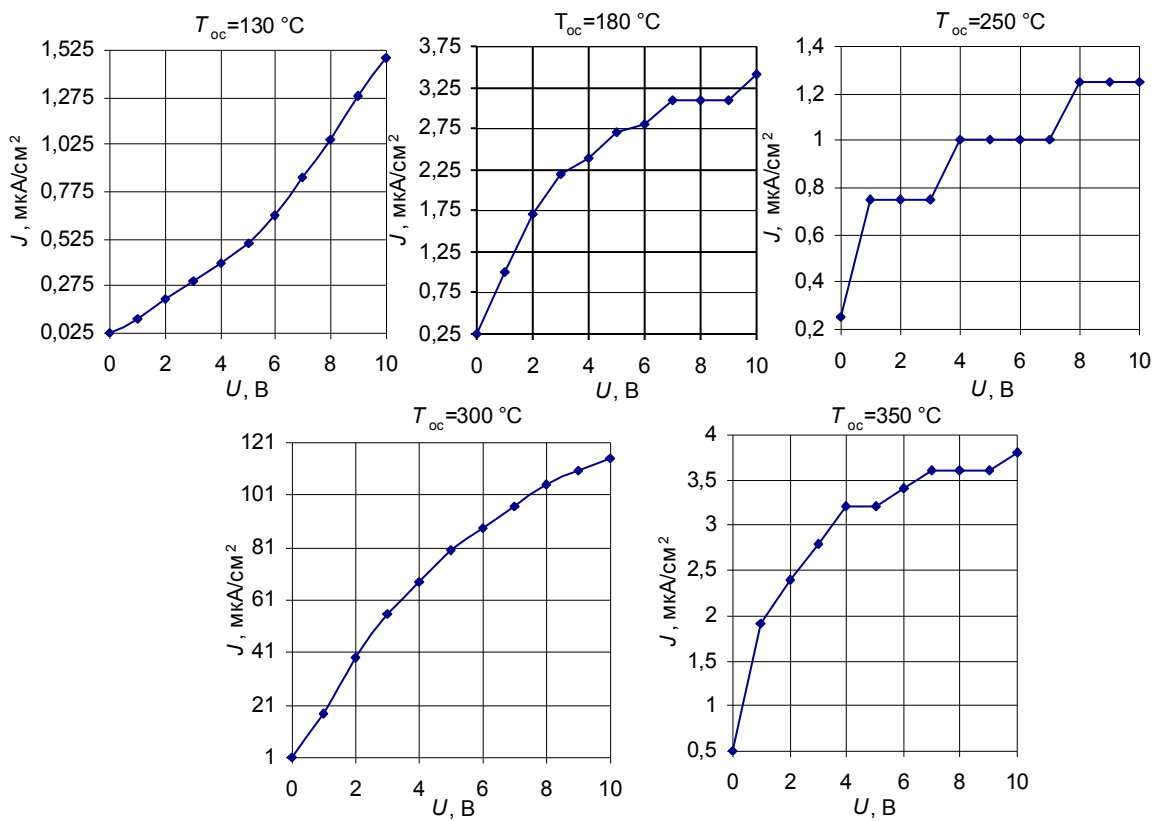 T oc=130 °C
J, мкА/см²
1,525
1,275
1,025
0,775
0,525
0,275
0,025
0 2 4 6 8 10
U, В
T oc=180 °C
J, мкА/см²
3,75
3,25
2,75
2,25
1,75
1,25
0,75
0,25
0 2 4 6 8 10
U, В
T oc=250 °C
J, мкА/см²
1,4
1,2
1
0,8
0,6
0,4
0,2
0 2 4 6 8 10
U, В
T oc=300 °C
J, мкА/см²
121
101
81
61
41
21
1
0 2 4 6 8 10
U, В
T oc=350 °C
J, мкА/см²
4
3,5
3
2,5
2
1,5
1
0,5
0 2 4 6 8 10
U, В